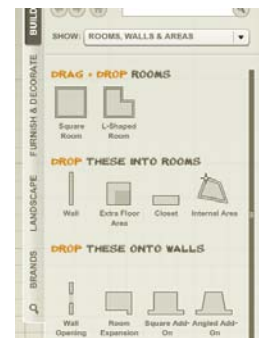 BUILD
SHOW: ROOMS, WALLS & AREAS
DRAG + DROP ROOMS
Square Room
L-Shaped Room
FURNISH & DECORATE
DROP THESE INTO ROOMS
Wall
Extra Floor Area
Closet
Internal Area
LANDSCAPE
DROP THESE ONTO WALLS
BRANDS
Wall Opening
Room Expansion
Square Add-On
Angled Add-On